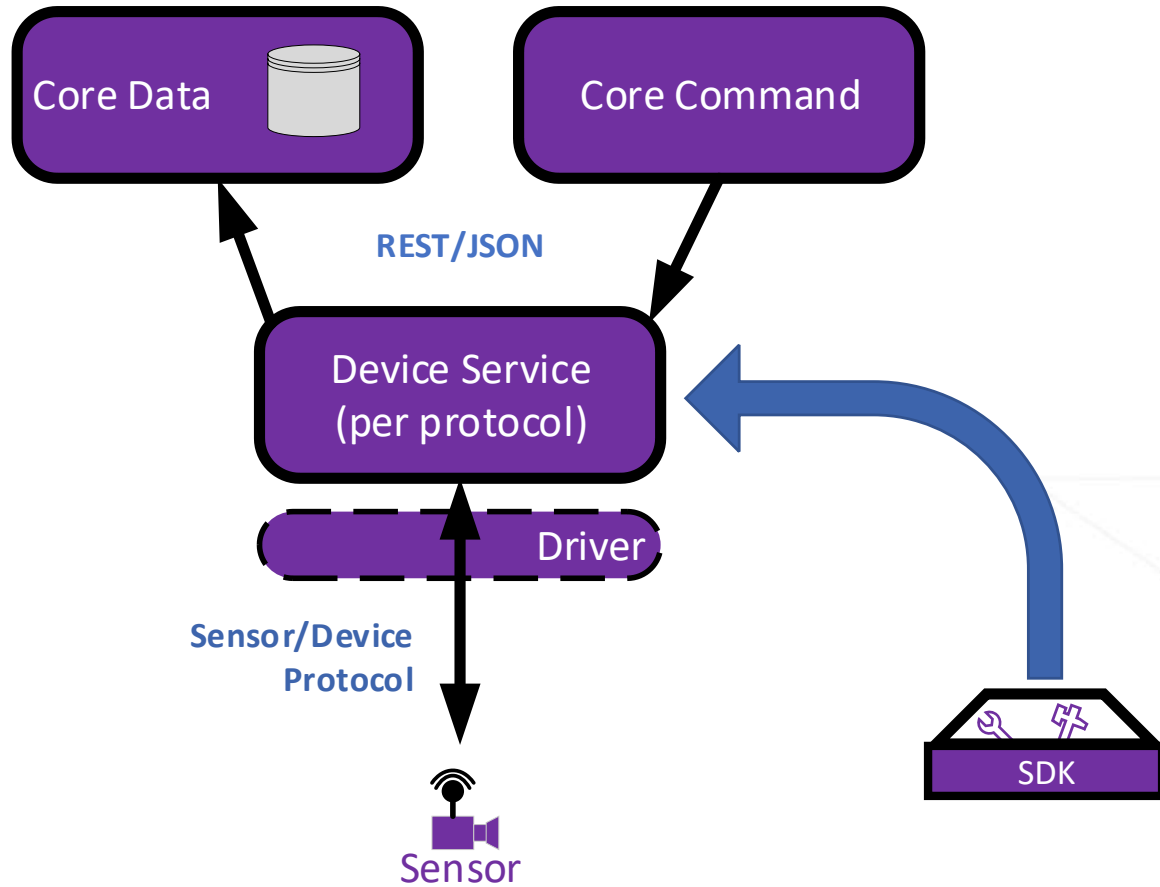 Core Data
Core Command
REST/JSON
Device Service
(per protocol)
Driver
Sensor/Device
Protocol
SDK
Sensor